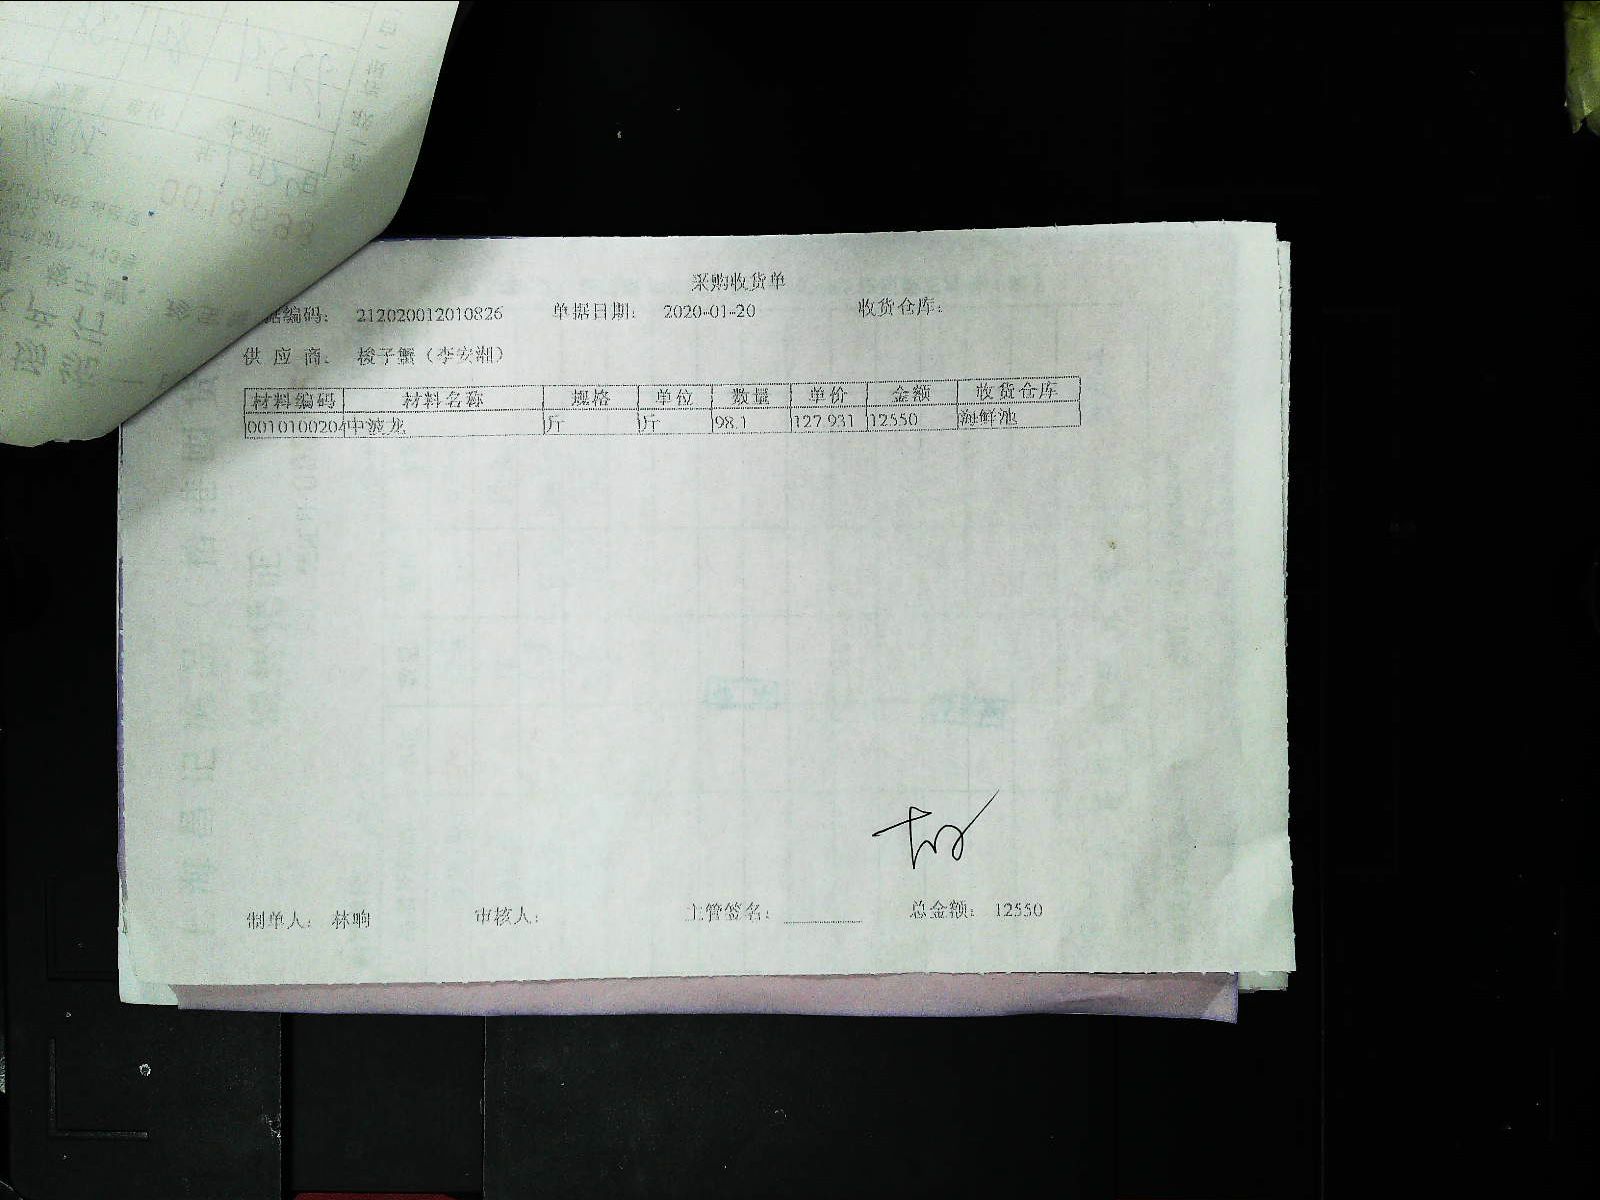 采购收货单
据编码： 212020012010826 单据日期： 2020-01-20 收货仓库：
供 应 商： 梭子蟹（李安湘）
材料编码 材料名称 规格 单位 数量 单价 金额 收货仓库
0010100204 中波龙 斤 斤 98.1 127.931 12550 海鲜池
制单人： 林响 审核人： 主管签名： 总金额： 12550